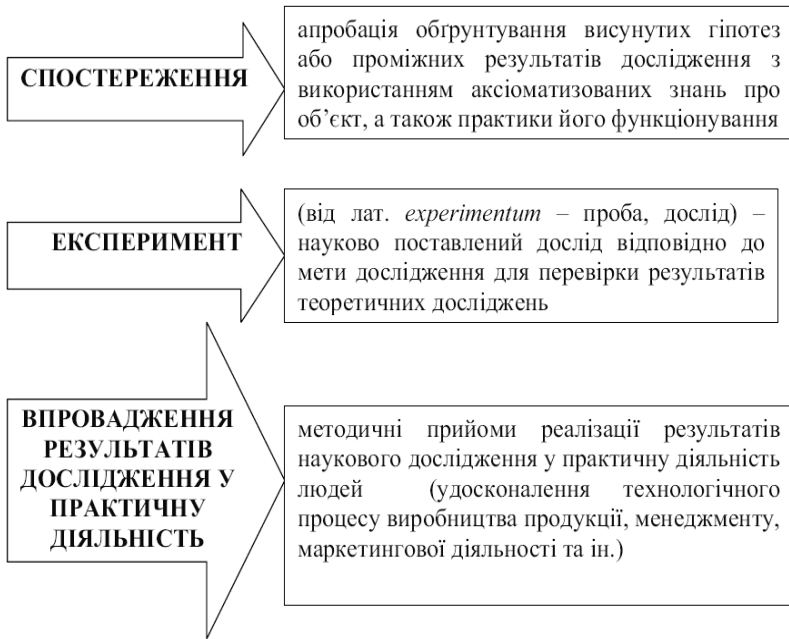 СПОСТЕРЕЖЕННЯ
апробація обґрунтування висунутих гіпотез
або проміжних результатів дослідження з
використанням аксіоматизованих знань про
об’єкт, а також практики його функціонування
ЕКСПЕРИМЕНТ
(від лат. experimentum – проба, дослід) –
науково поставлений дослід відповідно до
мети дослідження для перевірки результатів
теоретичних досліджень
ВПРОВАДЖЕННЯ
РЕЗУЛЬТАТІВ
ДОСЛІДЖЕННЯ У
ПРАКТИЧНУ
ДІЯЛЬНІСТЬ
методичні прийоми реалізації результатів
наукового дослідження у практичну діяльність
людей (удосконалення технологічного
процесу виробництва продукції, менеджменту,
маркетингової діяльності та ін.)